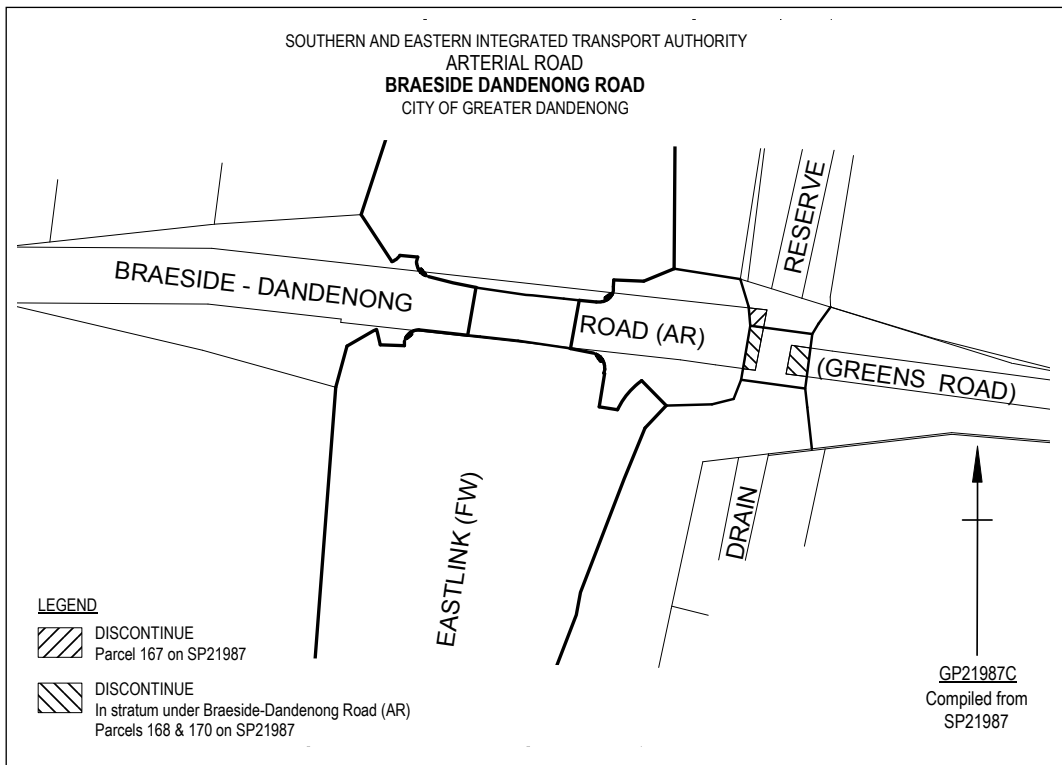 SOUTHERN AND EASTERN INTEGRATED TRANSPORT AUTHORITY
ARTERIAL ROAD
BRAESIDE DANDENONG ROAD
CITY OF GREATER DANDENONG
RESERVE
BRAESIDE - DANDENONG
ROAD (AR)
(GREENS ROAD)
EASTLINK (FW)
DRAIN
LEGEND
DISCONTINUE
Parcel 167 on SP21987
DISCONTINUE
In stratum under Braeside-Dandenong Road (AR)
Parcels 168 & 170 on SP21987
GP21987C
Compiled from
SP21987